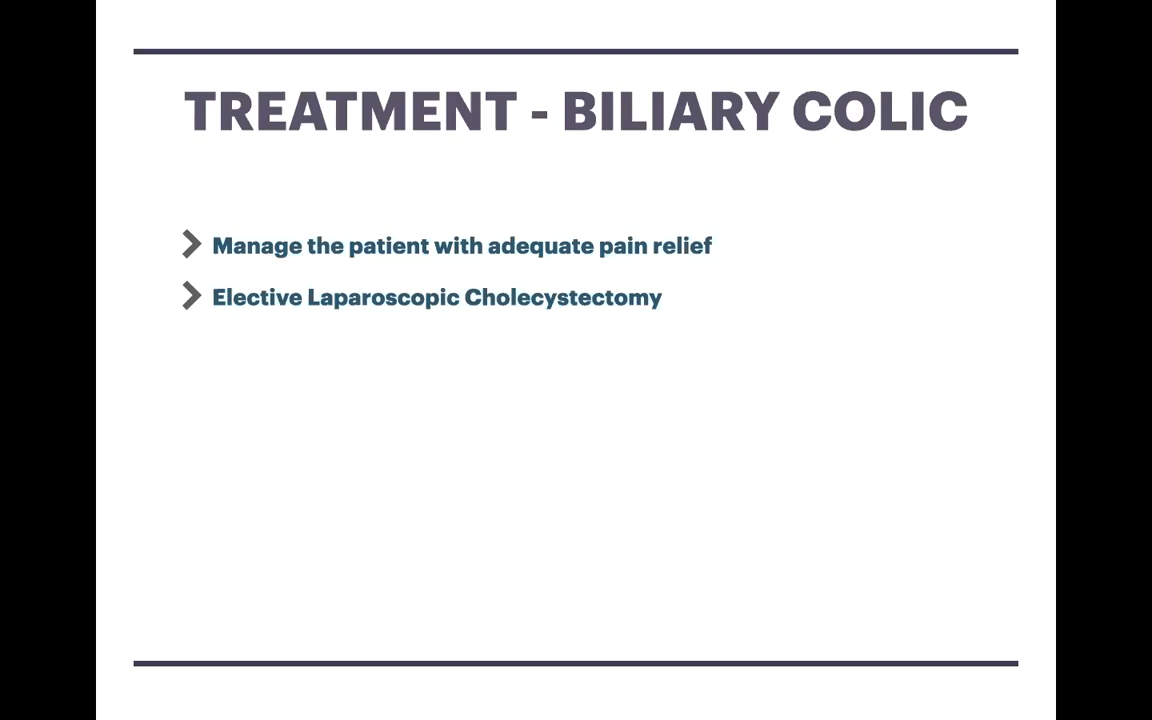 TREATMENT - BILIARY COLIC
Manage the patient with adequate pain relief
Elective Laparoscopic Cholecystectomy